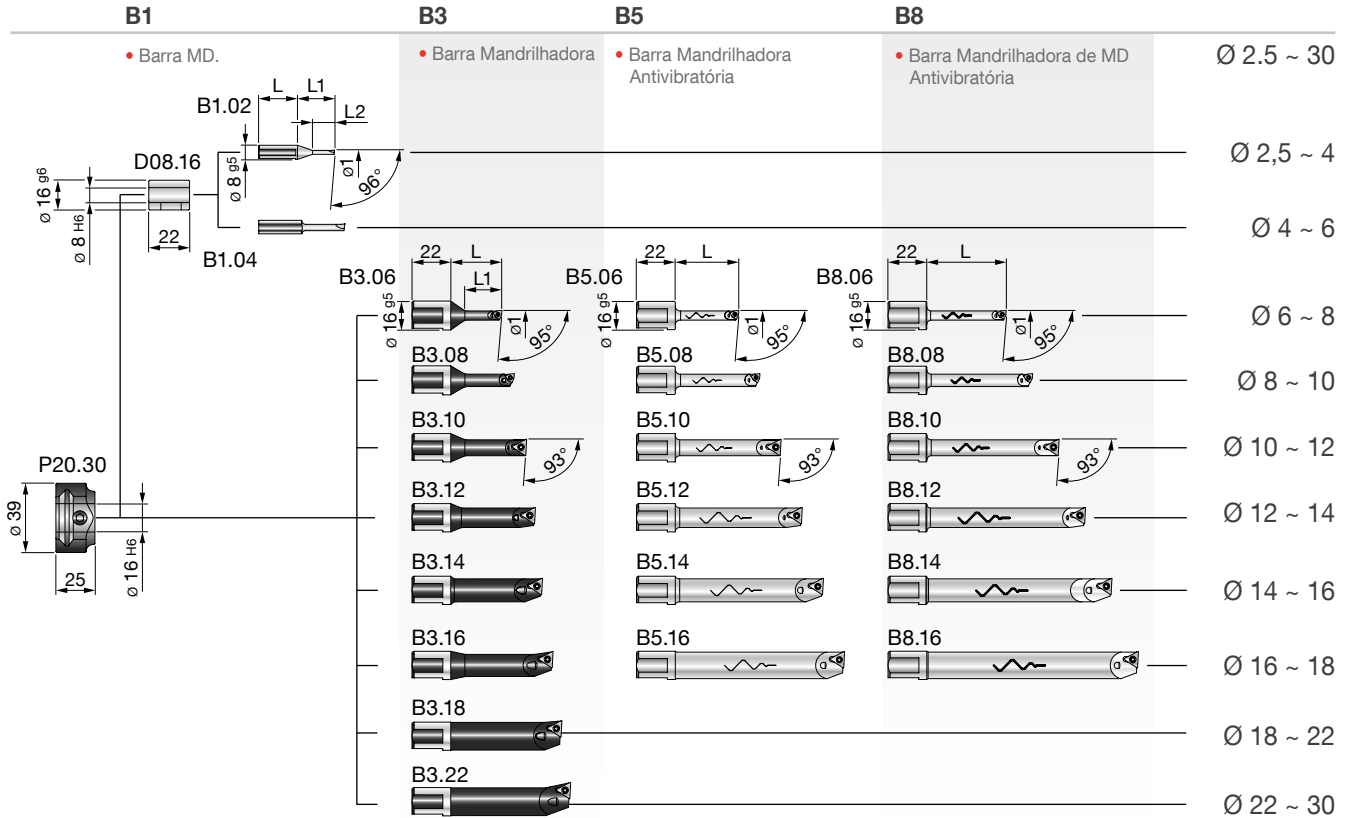 B1 B3 B5 B8
• Barra MD. • Barra Mandrilhadora • Barra Mandrilhadora • Barra Mandrilhadora de MD Ø 2.5 ~ 30
Antivibratória Antivibratória
L L1
B1.02 L2
D08.16 Ø 2,5 ~ 4
ø 16 g6 ø 8 g5 ø1 96°
ø 8 H6 Ø 4 ~ 6
22 B1.04
22 L 22 L 22 L
B3.06 L1 B5.06 B8.06
ø 16 g5 ø1 95° ø 16 g5 ø1 95° ø 16 g5 ø1 95° Ø 6 ~ 8
B3.08 B5.08 B8.08
Ø 8 ~ 10
B3.10 B5.10 B8.10
93° 93° 93° Ø 10 ~ 12
P20.30
B3.12 B5.12 B8.12
ø 39 Ø 12 ~ 14
ø 16 H6
25
B3.14 B5.14 B8.14
Ø 14 ~ 16
B3.16 B5.16 B8.16
Ø 16 ~ 18
B3.18
Ø 18 ~ 22
B3.22
Ø 22 ~ 30